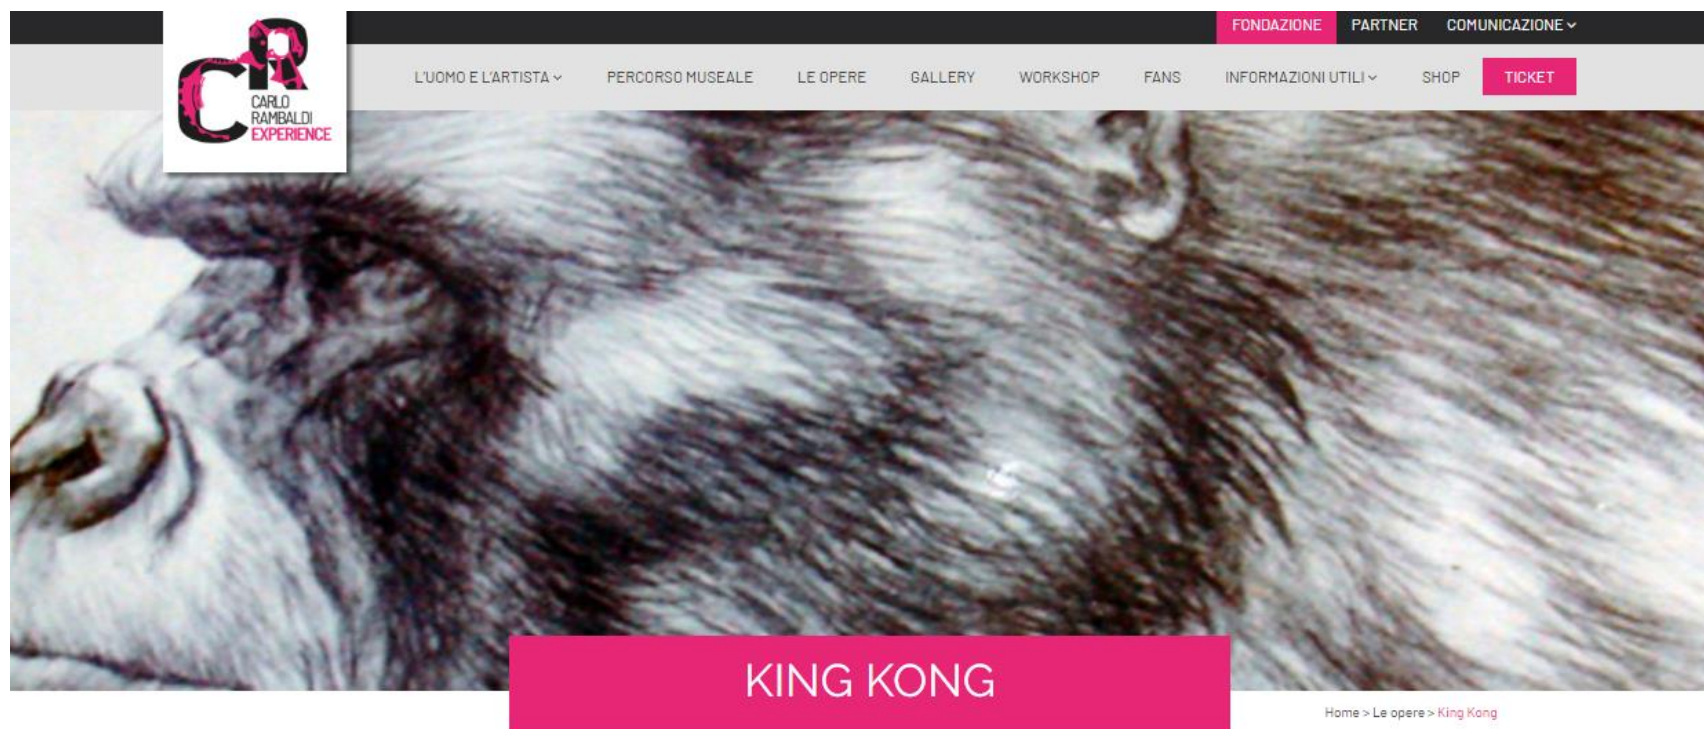 FONDAZIONE PARTNER COMUNICAZIONE
CR
CARLO
RAMBALDI
EXPERIENCE
L'UOMO E L'ARTISTA PERCORSO MUSEALE LE OPERE GALLERY WORKSHOP FANS INFORMAZIONI UTILI SHOP TICKET
KING KONG
Home > Le opere > King Kong